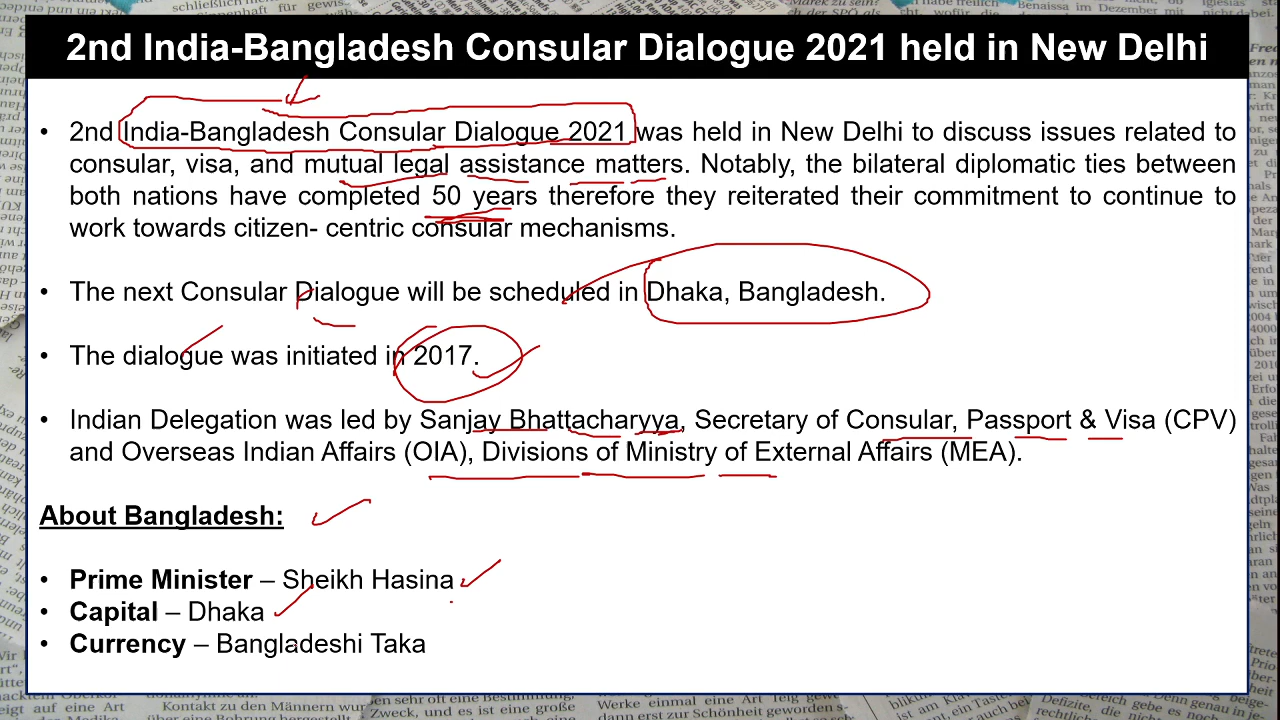 2nd India-Bangladesh Consular Dialogue 2021 held in New Delhi
• 2nd India-Bangladesh Consular Dialogue 2021 was held in New Delhi to discuss issues related to
consular, visa, and mutual legal assistance matters. Notably, the bilateral diplomatic ties between
both nations have completed 50 years therefore they reiterated their commitment to continue to
work towards citizen- centric consular mechanisms.
• The next Consular Dialogue will be scheduled in Dhaka, Bangladesh.
• The dialogue was initiated in 2017.
• Indian Delegation was led by Sanjay Bhattacharyya, Secretary of Consular, Passport & Visa (CPV)
and Overseas Indian Affairs (OIA), Divisions of Ministry of External Affairs (MEA).
About Bangladesh:
• Prime Minister – Sheikh Hasina
• Capital – Dhaka
• Currency – Bangladeshi Taka